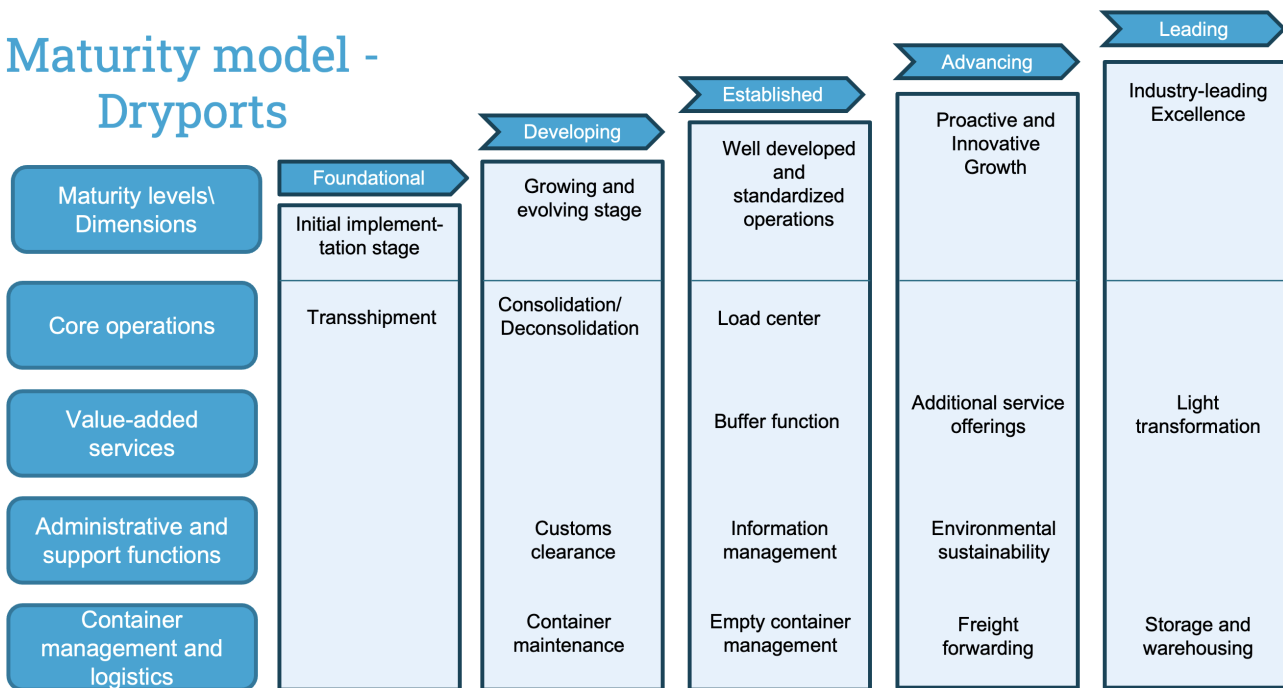 Maturity model -
Dryports
Foundational
Developing
Established
Advancing
Leading
Maturity levels\
Dimensions
Initial implemen-
tation stage
Growing and
evolving stage
Well developed
and
standardized
operations
Proactive and
Innovative
Growth
Industry-leading
Excellence
Core operations
Transshipment
Consolidation/
Deconsolidation
Load center
Value-added
services
Buffer function
Additional service
offerings
Light
transformation
Administrative and
support functions
Customs
clearance
Information
management
Environmental
sustainability
Container
management and
logistics
Container
maintenance
Empty container
management
Freight
forwarding
Storage and
warehousing